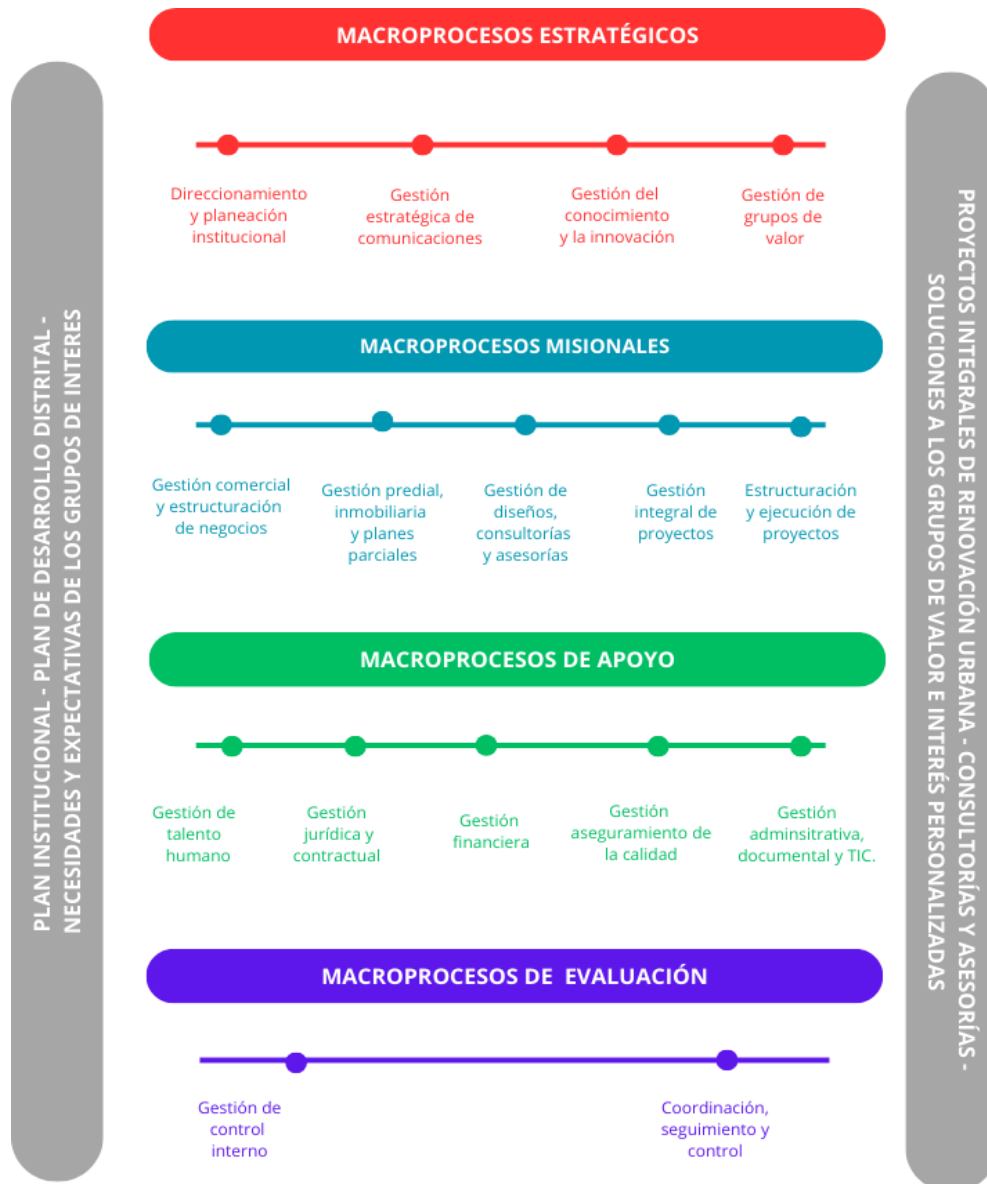 MACROPROCESOS ESTRATÉGICOS
PLAN INSTITUCIONAL - PLAN DE DESARROLLO DISTRITAL -
NECESIDADES Y EXPECTATIVAS DE LOS GRUPOS DE INTERES
Direccionamiento
y planeación
institucional
Gestión
estratégica de
comunicaciones
Gestión del
conocimiento
y la innovación
Gestión de
grupos de
valor
MACROPROCESOS MISIONALES
Gestión comercial
y estructuración
de negocios
Gestión predial,
inmobiliaria
y planes
parciales
Gestión de
diseños,
consultorías
y asesorías
Gestión
integral de
proyectos
Estructuración
y ejecución de
proyectos
MACROPROCESOS DE APOYO
Gestión de
talento
humano
Gestión
jurídica y
contractual
Gestión
financiera
Gestión
aseguramiento de
la calidad
Gestión
adminsitrativa,
documental y TIC.
MACROPROCESOS DE EVALUACIÓN
Gestión de
control
interno
Coordinación,
seguimiento y
control
PROYECTOS INTEGRALES DE RENOVACIÓN URBANA - CONSULTORÍAS Y ASESORÍAS -
SOLUCIONES A LOS GRUPOS DE VALOR E INTERÉS PERSONALIZADAS